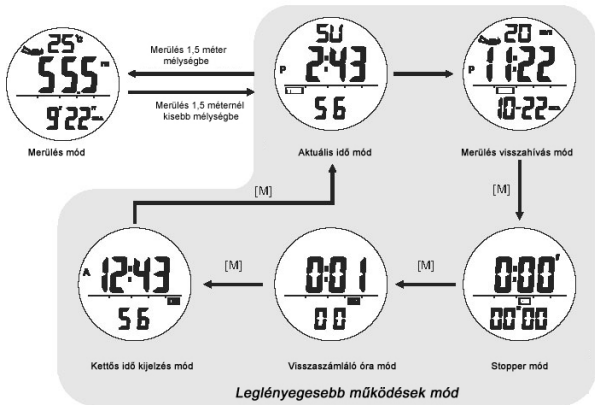 25°c
55.5 m
9'22"
Merülés mód
Merülés 1,5 méter
mélységbe
Merülés 1,5 méternél
kisebb mélységbe
SU
P 2:43
56
Aktuális idő mód
20
P 11:22
10-22
Merülés visszahívás mód
[M]
[M]
A 12:43
56
Kettős idő kijelzés mód
[M]
0:01
00
Visszaszámláló óra mód
[M]
0:00'
00"00
Stopper mód
Leglényegesebb működések mód